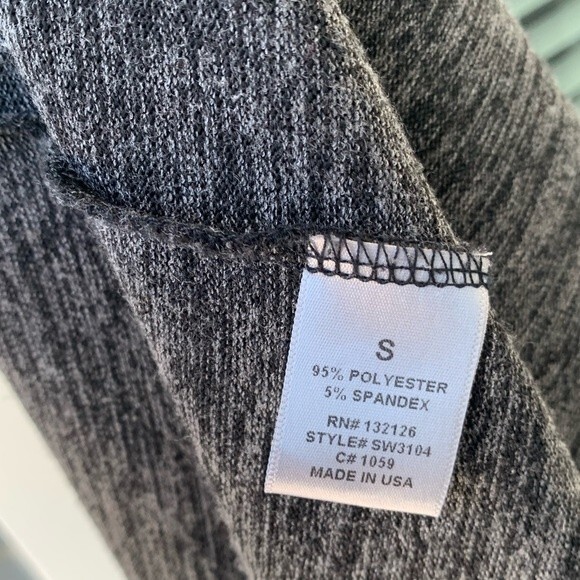 S
95% POLYESTER
5% SPANDEX
RN# 132126
STYLE# SW3104
C# 1059
MADE IN USA